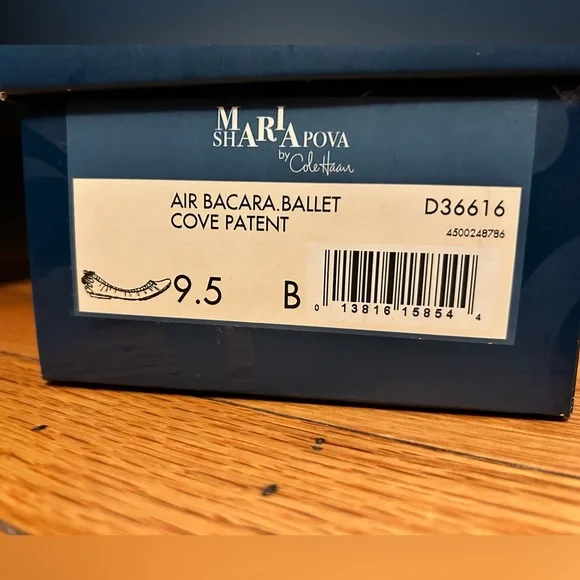 MARIA
SHARAPOVA
by Cole Haan
AIR BACARA.BALLET
COVE PATENT
D36616
4500248786
9.5 B
0 13816 15854 4